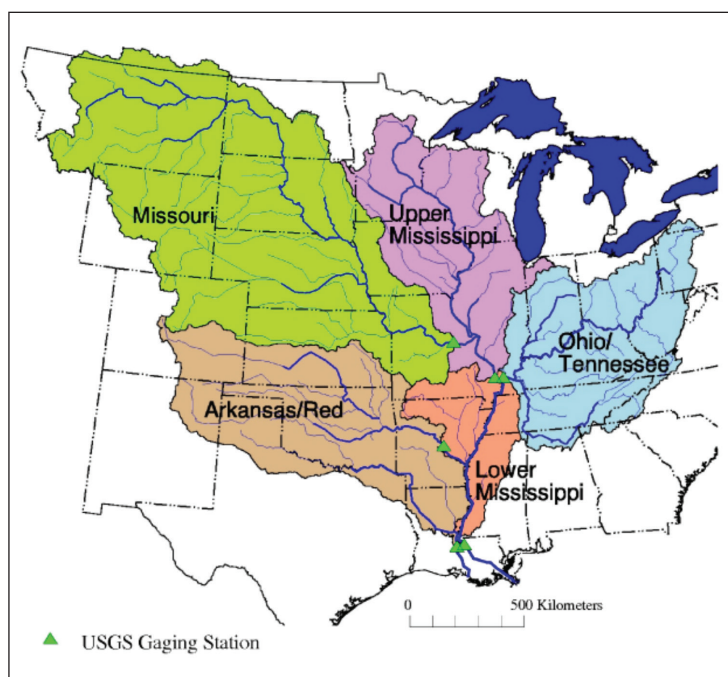 Missouri
Upper
Mississippi
Ohio/
Tennessee
Arkansas/Red
Lower
Mississippi
0 500 Kilometers
USGS Gaging Station